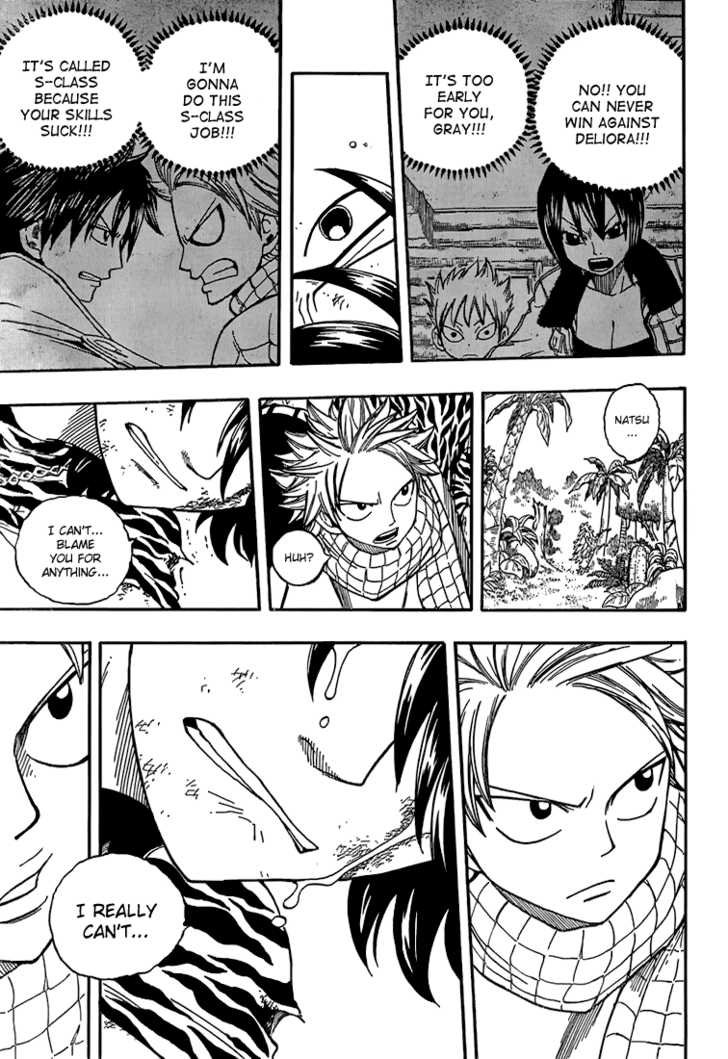 NO!! YOU
CAN NEVER
WIN AGAINST
DELIORA!!!
IT'S TOO
EARLY
FOR YOU,
GRAY!!!
I'M
GONNA
DO THIS
S-CLASS
JOB!!!
IT'S CALLED
S-CLASS
BECAUSE
YOUR SKILLS
SUCK!!!
NATSU
...
HUH?
I CAN'T...
BLAME
YOU FOR
ANYTHING...
I REALLY
CAN'T...